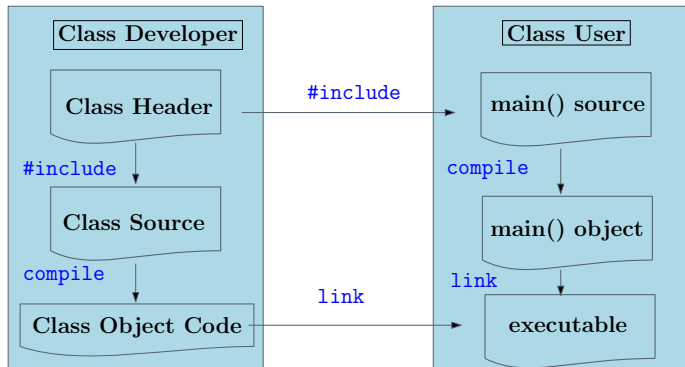 Class Developer
Class User
Class Header
#include
main() source
#include
compile
Class Source
main() object
compile
link
link
Class Object Code
executable